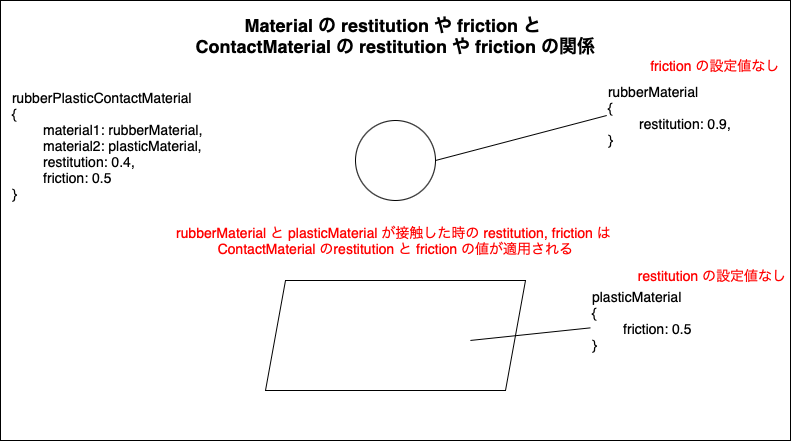 Material の restitution や friction と
ContactMaterial の restitution や friction の関係
friction の設定値なし
rubberPlasticContactMaterial
{
material1: rubberMaterial,
material2: plasticMaterial,
restitution: 0.4,
friction: 0.5
}
rubberMaterial
{
restitution: 0.9,
}
rubberMaterial と plasticMaterial が接触した時の restitution, friction は
ContactMaterial のrestitution と friction の値が適用される
restitution の設定値なし
plasticMaterial
{
friction: 0.5
}